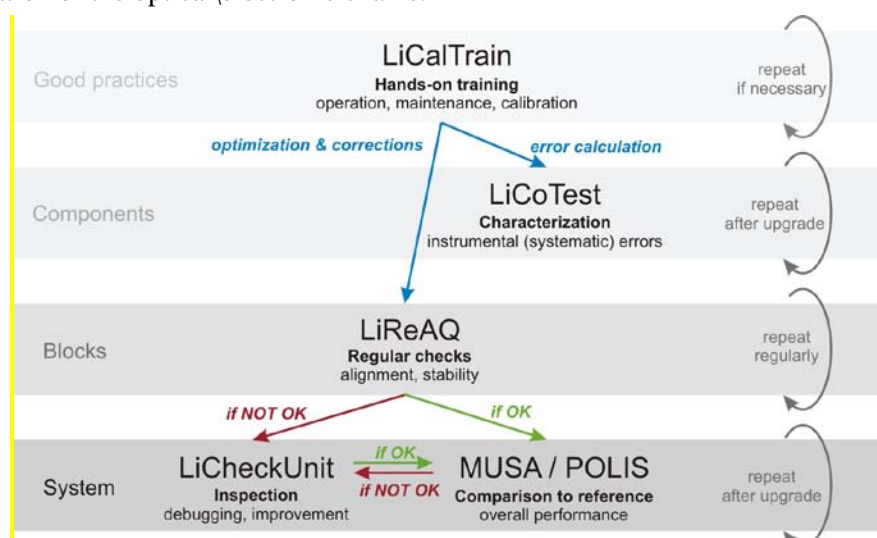 LiCalTrain
Good practices
Hands-on training
operation, maintenance, calibration
repeat
if necessary
optimization & corrections
error calculation
LiCoTest
Components
Characterization
instrumental (systematic) errors
repeat
after upgrade
LiReAQ
Blocks
Regular checks
alignment, stability
repeat
regularly
if NOT OK
if OK
LiCheckUnit
if OK
if NOT OK
MUSA / POLIS
System
Inspection
debugging, improvement
Comparison to reference
overall performance
repeat
after upgrade